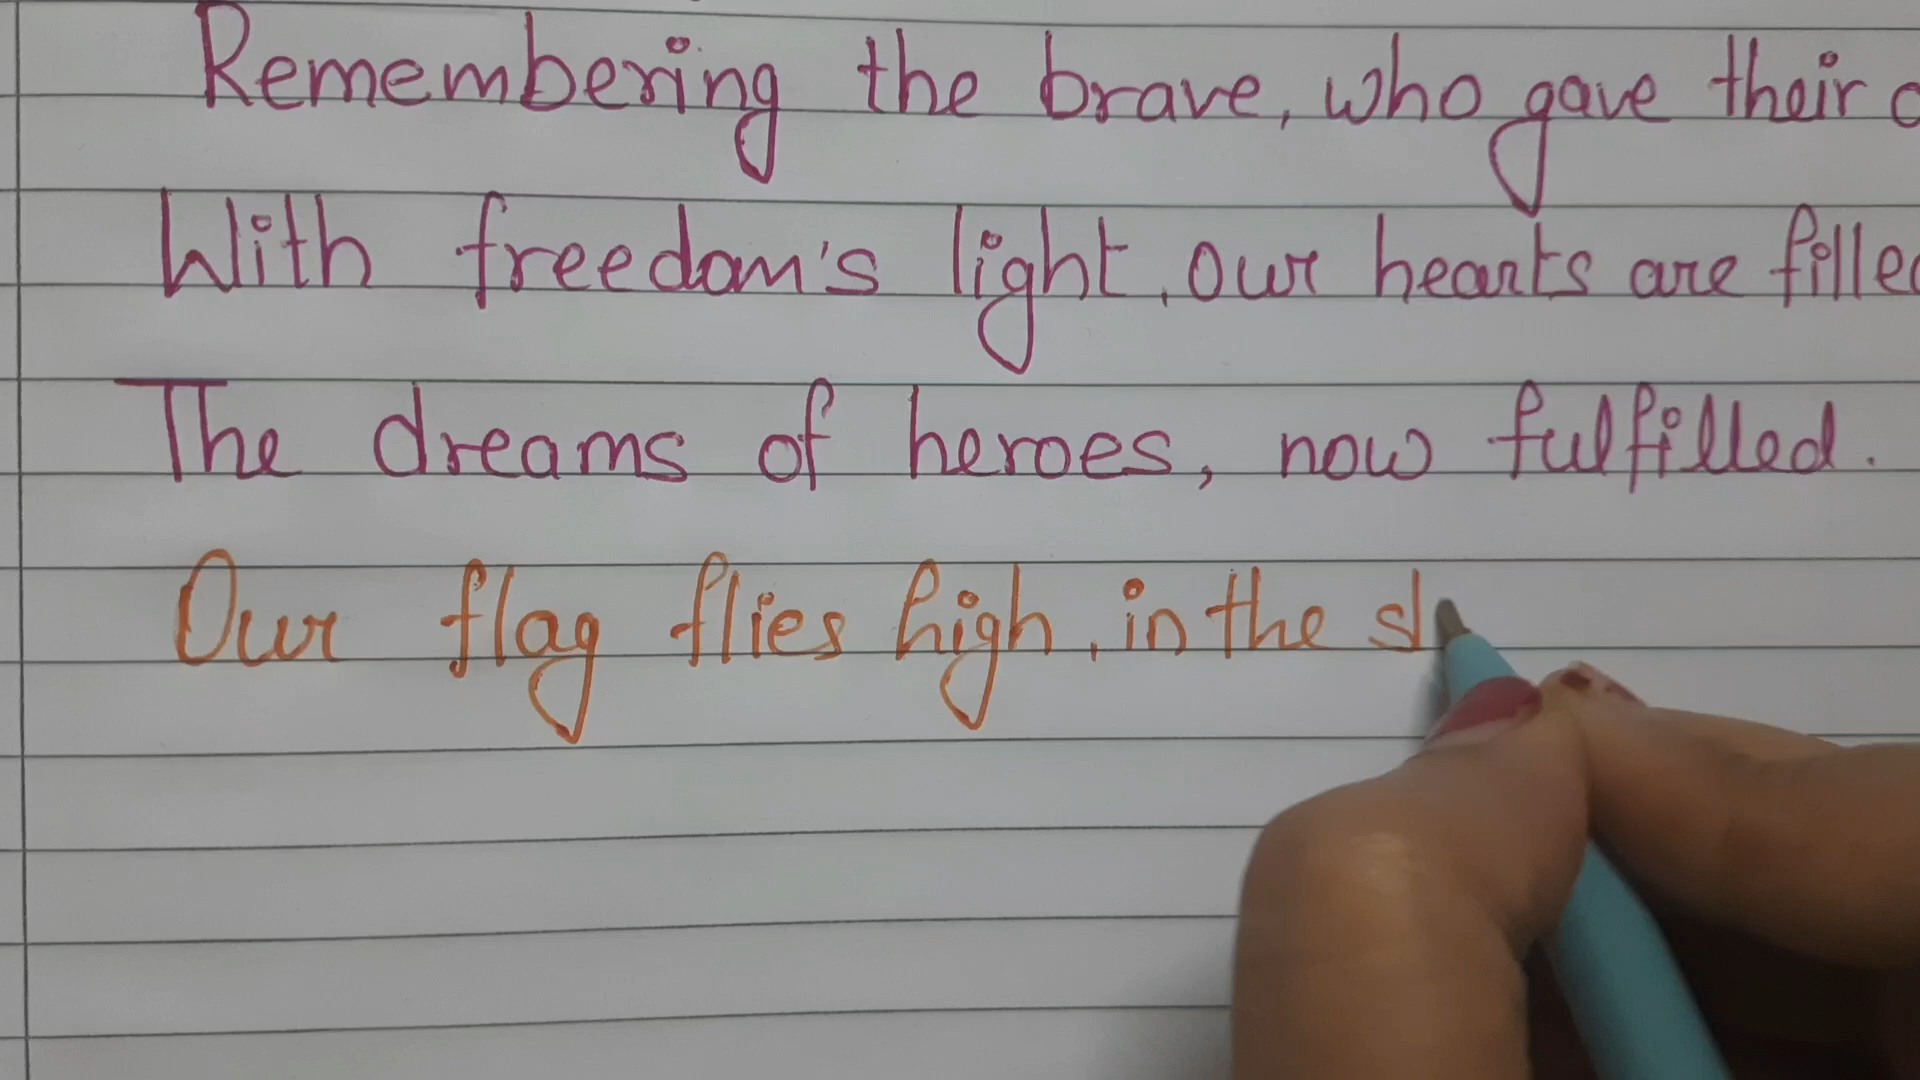 Remembering the brave, who gave their
With freedom's light, our hearts are filled
The dreams of heroes, now fulfilled.
Our flag flies high, in the